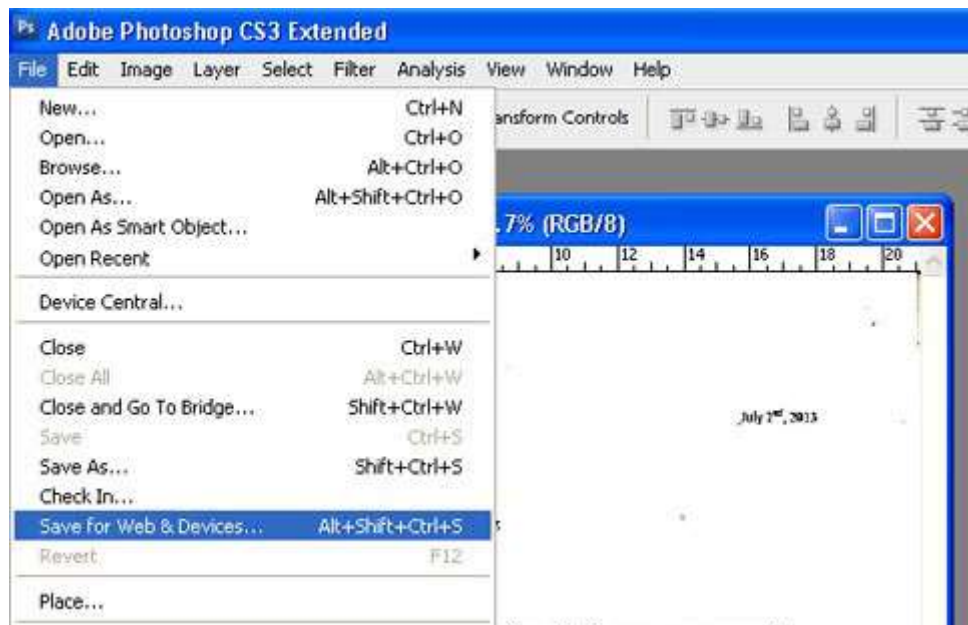 Ps Adobe Photoshop CS3 Extended
File Edit Image Layer Select Filter Analysis View Window Help
New... Ctrl+N
Open... Ctrl+O
Browse... Alt+Ctrl+O
Open As... Alt+Shift+Ctrl+O
Open As Smart Object...
Open Recent
Device Central...
Close Ctrl+W
Close All Alt+Ctrl+W
Close and Go To Bridge... Shift+Ctrl+W
Save Ctrl+S
Save As... Shift+Ctrl+S
Check In...
Save for Web & Devices... Alt+Shift+Ctrl+S
Revert F12
Place...
ansform Controls
.7% (RGB/8)
10 12 14 16 18 20
July 2nd, 2013